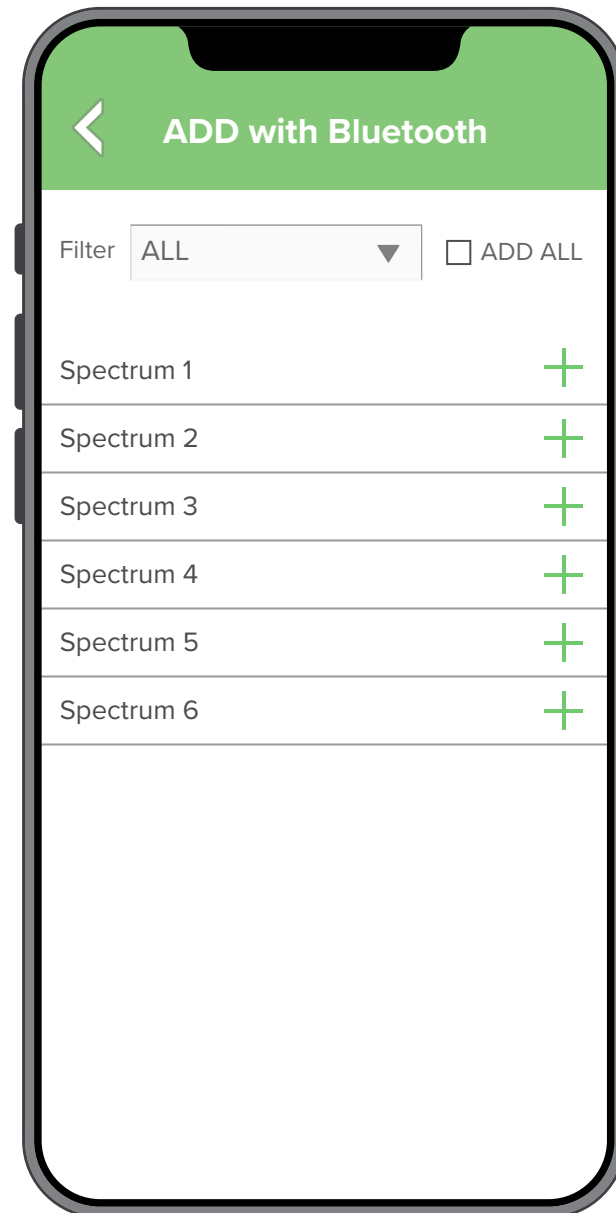 ADD with Bluetooth
Filter ALL ADD ALL
Spectrum 1
Spectrum 2
Spectrum 3
Spectrum 4
Spectrum 5
Spectrum 6